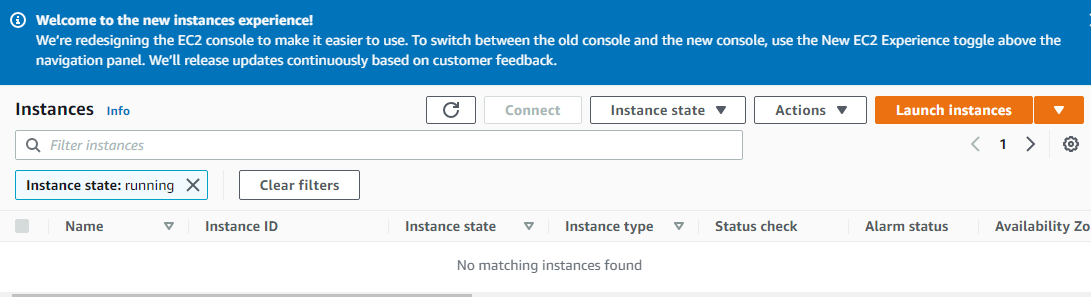 Welcome to the new instances experience!
We're redesigning the EC2 console to make it easier to use. To switch between the old console and the new console, use the New EC2 Experience toggle above the
navigation panel. We'll release updates continuously based on customer feedback.
Instances Info Connect Instance state Actions Launch instances
Filter instances 1
Instance state: running Clear filters
Name Instance ID Instance state Instance type Status check Alarm status Availability Zo
No matching instances found